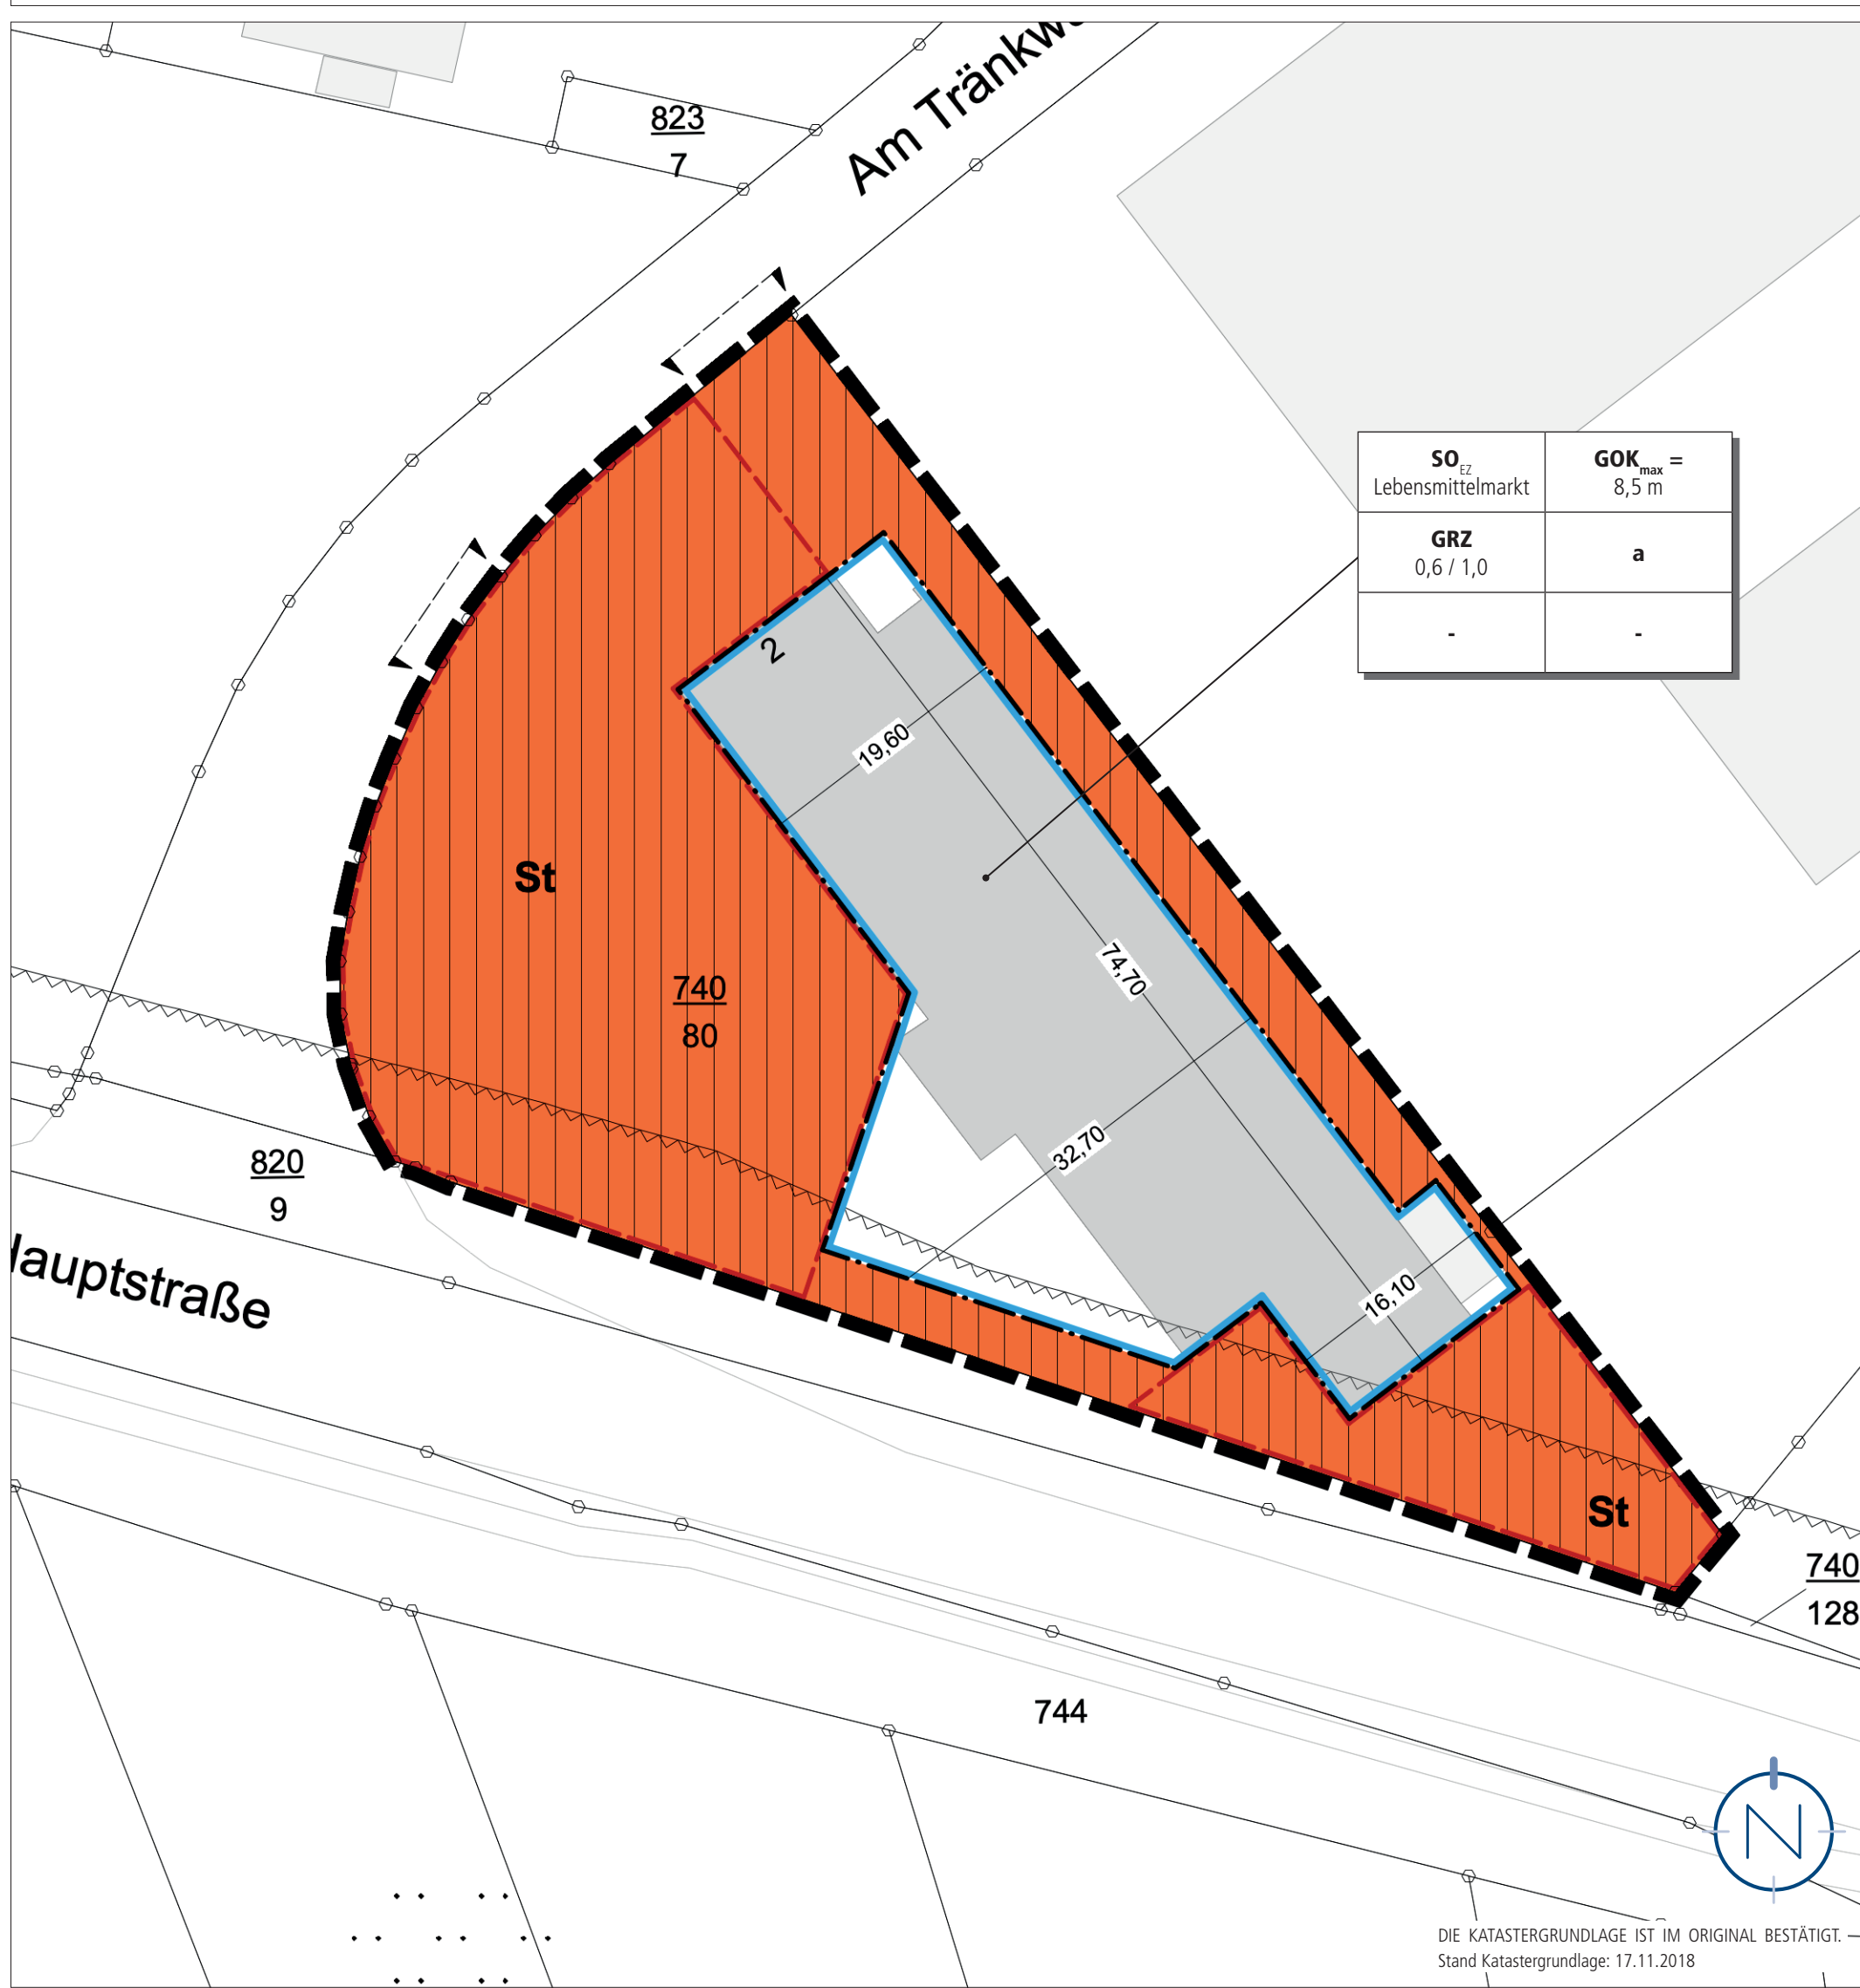 823
7
Am
SO EZ
Lebensmittelmarkt
GOK max =
8,5 m
GRZ
0,6 / 1,0
a
-
-
2
19,60
St
74,70
740
80
32,70
820
9
16,10
St
740
128
744
N
DIE KATASTERGRUNDLAGE IST IM ORIGINAL BESTÄTIGT.
Stand Katastergrundlage: 17.11.2018